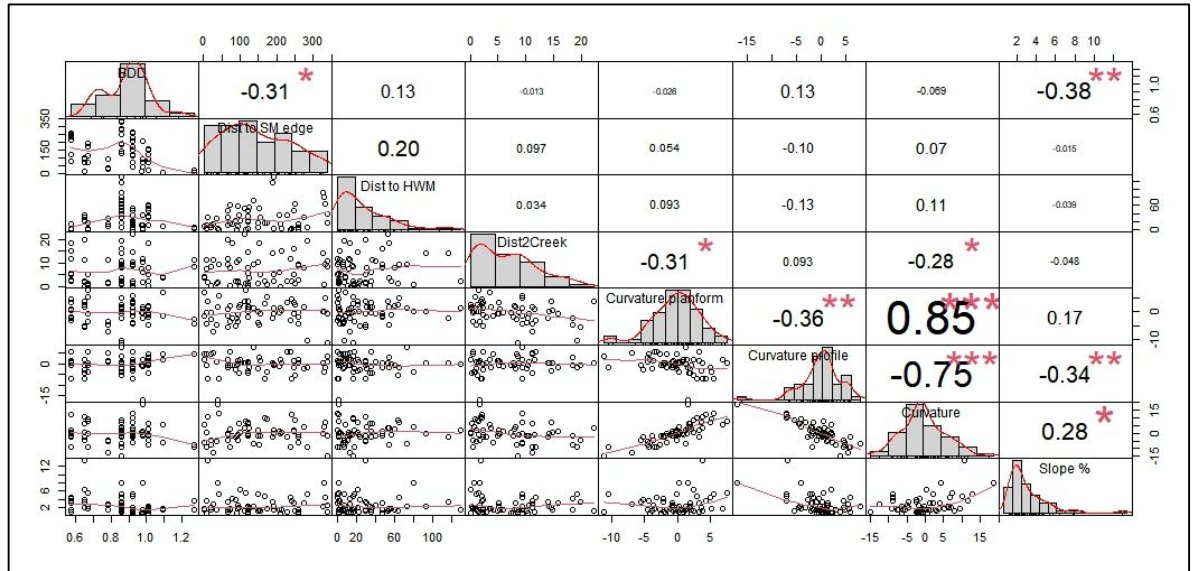 0 100 200 300 0 5 10 15 20 -15 -5 0 5 2 4 6 8 10
BDD -0.31 * 0.13 -0.013 -0.026 0.13 -0.069 -0.38 ** 0.6 1.0
0 150 350 Dist to SM edge 0.20 0.097 0.054 -0.10 0.07 -0.015
Dist to HWM 0.034 0.093 -0.13 0.11 -0.039 0 60
0 10 20 Dist2Creek -0.31 * 0.093 -0.28 * -0.048
Curvature planform -0.36 ** 0.85 *** 0.17 -10 0
-15 0 Curvature profile -0.75 *** -0.34 **
Curvature 0.28 * -15 0 15
2 8 12 Slope %
0.6 0.8 1.0 1.2 0 20 60 100 -10 -5 0 5 -15 -5 0 5